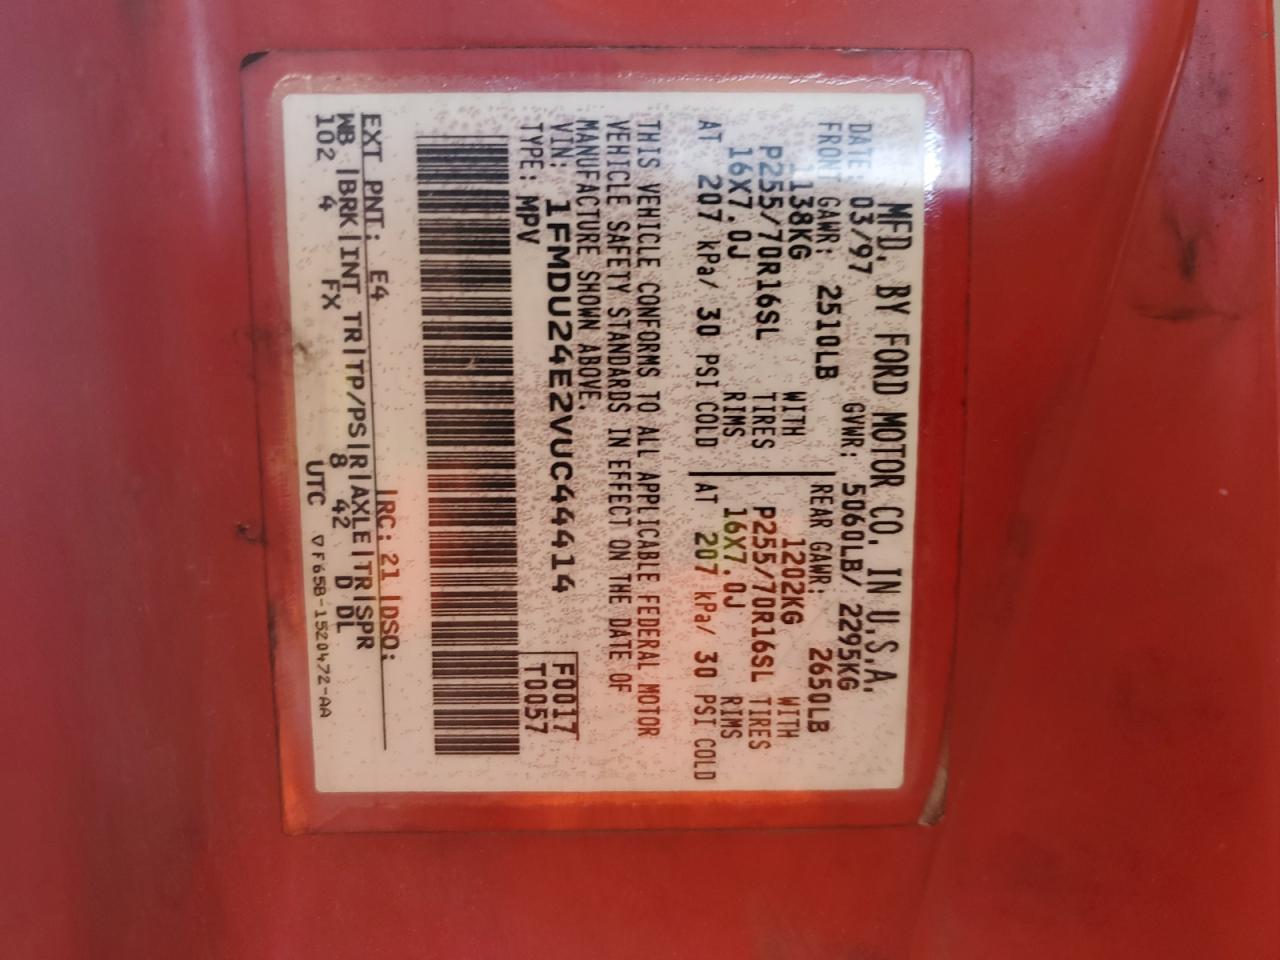 MFD. BY FORD MOTOR CO. IN U.S.A.
DATE: 03/97 GVWR: 5060LB/ 2295KG
FRONT GAWR: 2510LB REAR GAWR: 2650LB
1138KG WITH 1202KG WITH
P255/70R16SL TIRES P255/70R16SL TIRES
16X7.0J RIMS 16X7.0J RIMS
AT 207 kPa/ 30 PSI COLD AT 207 kPa/ 30 PSI COLD
THIS VEHICLE CONFORMS TO ALL APPLICABLE FEDERAL MOTOR
VEHICLE SAFETY STANDARDS IN EFFECT ON THE DATE OF
MANUFACTURE SHOWN ABOVE.
VIN: 1FMDU24E2VUC44414 F0017
TYPE: MPV T0057
EXT PNT: E4 RC: 21 DSO:
WB BRK INT TR TP/PS R AXLE TR SPR
102 4 FX 8 42 D DL
UTC ▽F65B-1520472-AA